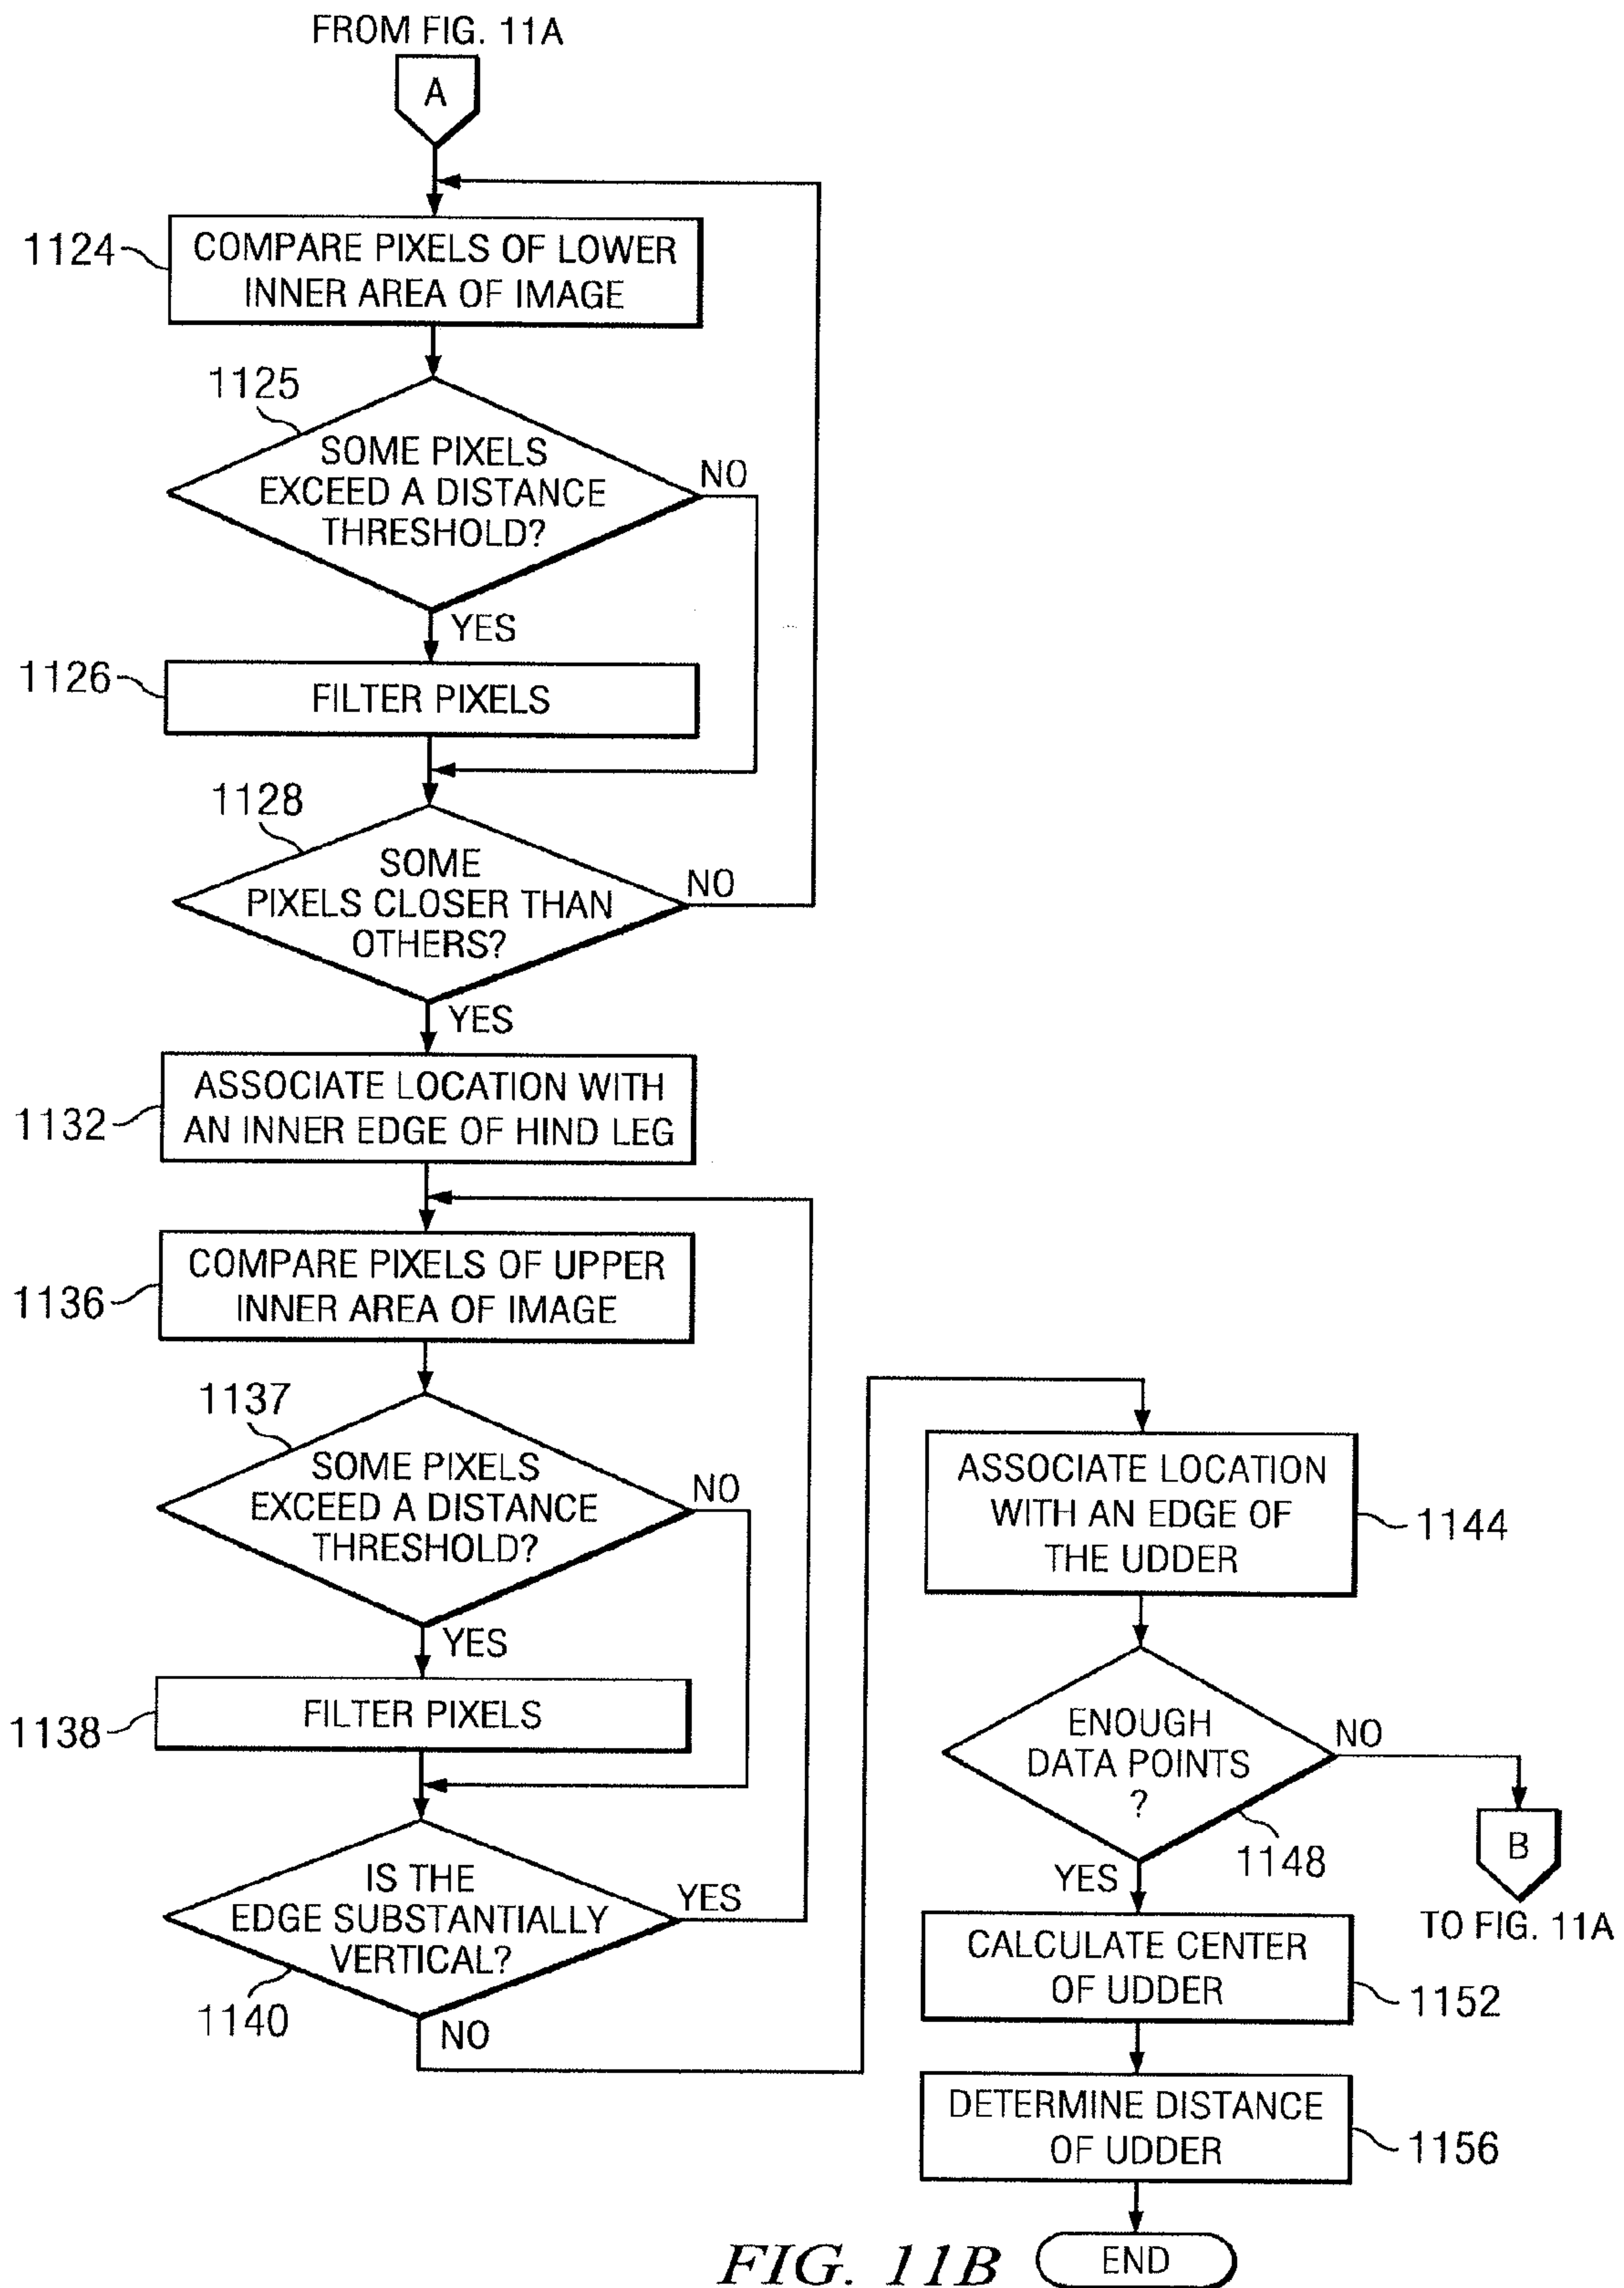 FROM FIG. 11A
A
1124
COMPARE PIXELS OF LOWER
INNER AREA OF IMAGE
1125
SOME PIXELS
EXCEED A DISTANCE
THRESHOLD?
NO
YES
1126
FILTER PIXELS
1128
SOME
PIXELS CLOSER THAN
OTHERS?
NO
YES
1132
ASSOCIATE LOCATION WITH
AN INNER EDGE OF HIND LEG
1136
COMPARE PIXELS OF UPPER
INNER AREA OF IMAGE
1137
SOME PIXELS
EXCEED A DISTANCE
THRESHOLD?
NO
YES
1138
FILTER PIXELS
IS THE
EDGE SUBSTANTIALLY
VERTICAL?
YES
1140
NO
ASSOCIATE LOCATION
WITH AN EDGE OF
THE UDDER
1144
ENOUGH
DATA POINTS
?
NO
1148
YES
B
TO FIG. 11A
CALCULATE CENTER
OF UDDER
1152
DETERMINE DISTANCE
OF UDDER
1156
END
FIG. 11B